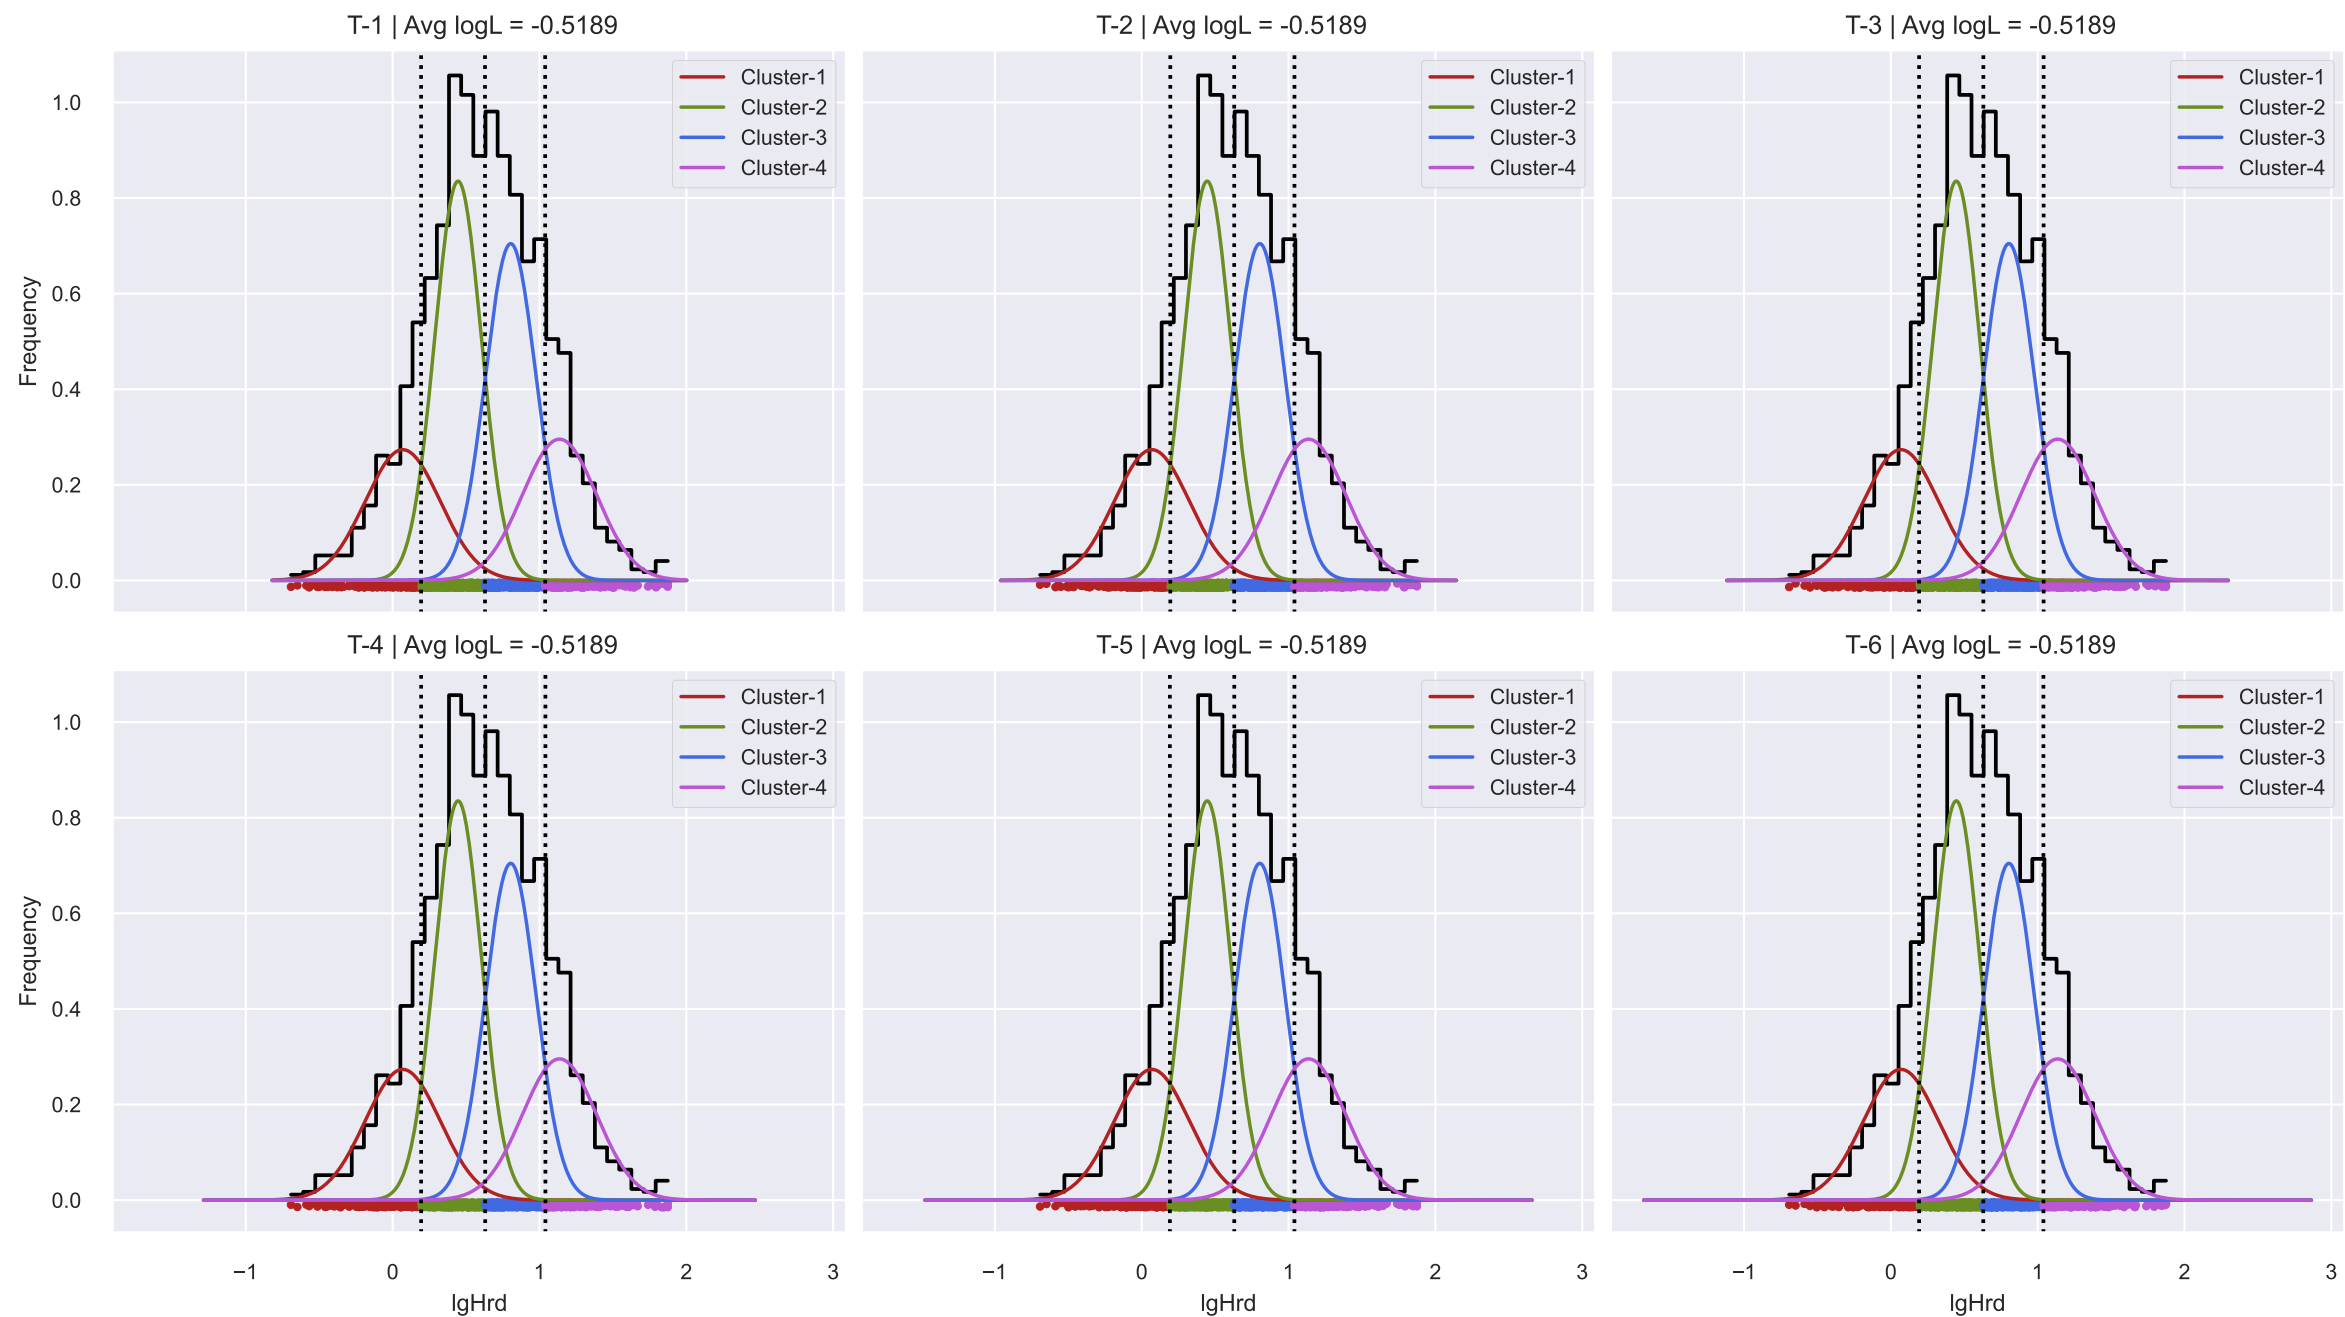 T-1 | Avg logL = -0.5189
T-2 | Avg logL = -0.5189
T-3 | Avg logL = -0.5189
Frequency
1.0
0.8
0.6
0.4
0.2
0.0
Cluster-1
Cluster-2
Cluster-3
Cluster-4
Cluster-1
Cluster-2
Cluster-3
Cluster-4
Cluster-1
Cluster-2
Cluster-3
Cluster-4
T-4 | Avg logL = -0.5189
T-5 | Avg logL = -0.5189
T-6 | Avg logL = -0.5189
Frequency
1.0
0.8
0.6
0.4
0.2
0.0
Cluster-1
Cluster-2
Cluster-3
Cluster-4
Cluster-1
Cluster-2
Cluster-3
Cluster-4
Cluster-1
Cluster-2
Cluster-3
Cluster-4
−1 0 1 2 3
−1 0 1 2 3
−1 0 1 2 3
lgHrd
lgHrd
lgHrd